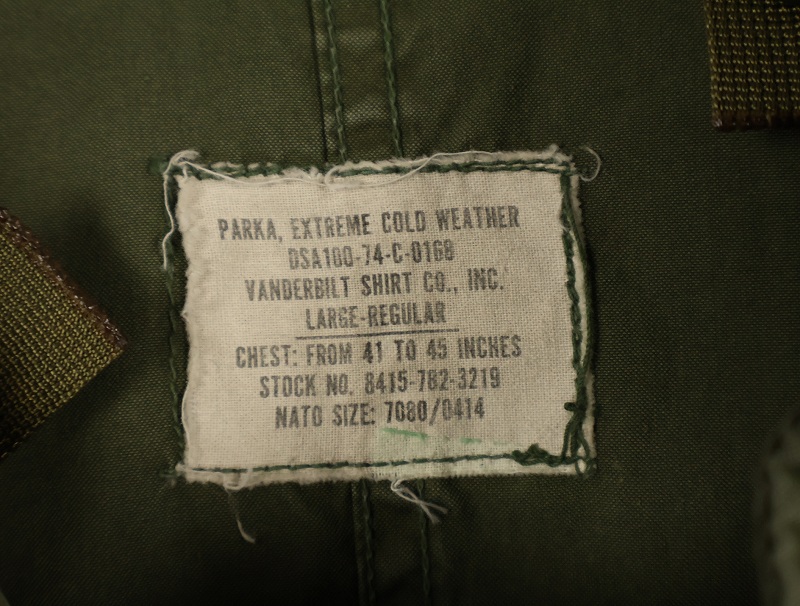 PARKA, EXTREME COLD WEATHER
DSA100-74-C-0168
VANDERBILT SHIRT CO., INC.
LARGE-REGULAR
CHEST: FROM 41 TO 45 INCHES
STOCK NO. 8415-782-3219
NATO SIZE: 7080/0414